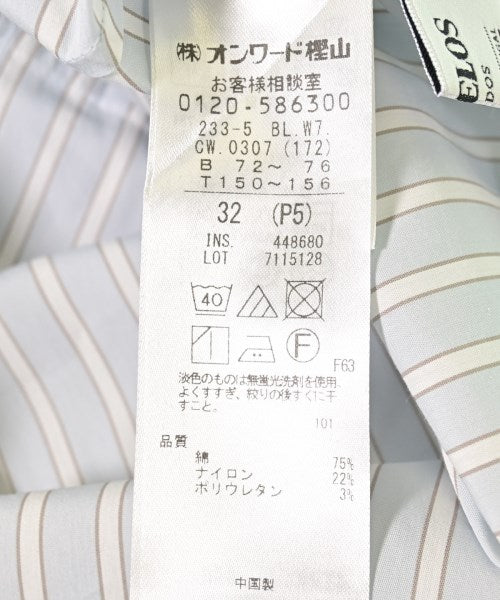 (株)オンワード樫山
お客様相談室
0120-586300
233-5 BL.W7.
CW.0307 (172)
B 72～ 76
T150～156
32 (P5)
INS. 448680
LOT 7115128
40
F
F63
淡色のものは無蛍光洗剤を使用、
よくすすぎ、絞りの後すぐに干
すこと。
101
品質
綿 75%
ナイロン 22%
ポリウレタン 3%
中国製
ELOS
DOS